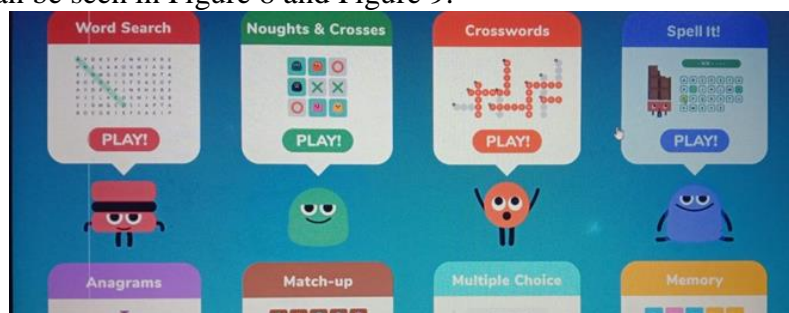 can be seen in Figure 8 and Figure 9.
Word Search
Noughts & Crosses
Crosswords
Spell It!
PLAY!
PLAY!
PLAY!
PLAY!
Anagrams
Match-up
Multiple Choice
Memory